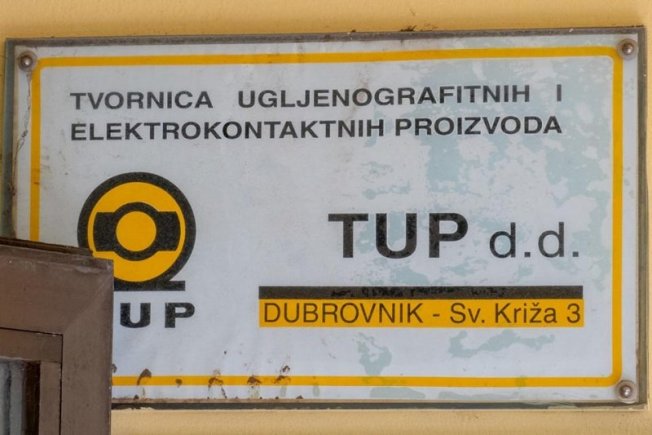 TVORNICA UGLJENOGRAFITNIH I
ELEKTROKONTAKTNIH PROIZVODA
TUP d.d.
DUBROVNIK - Sv. Križa 3
UP